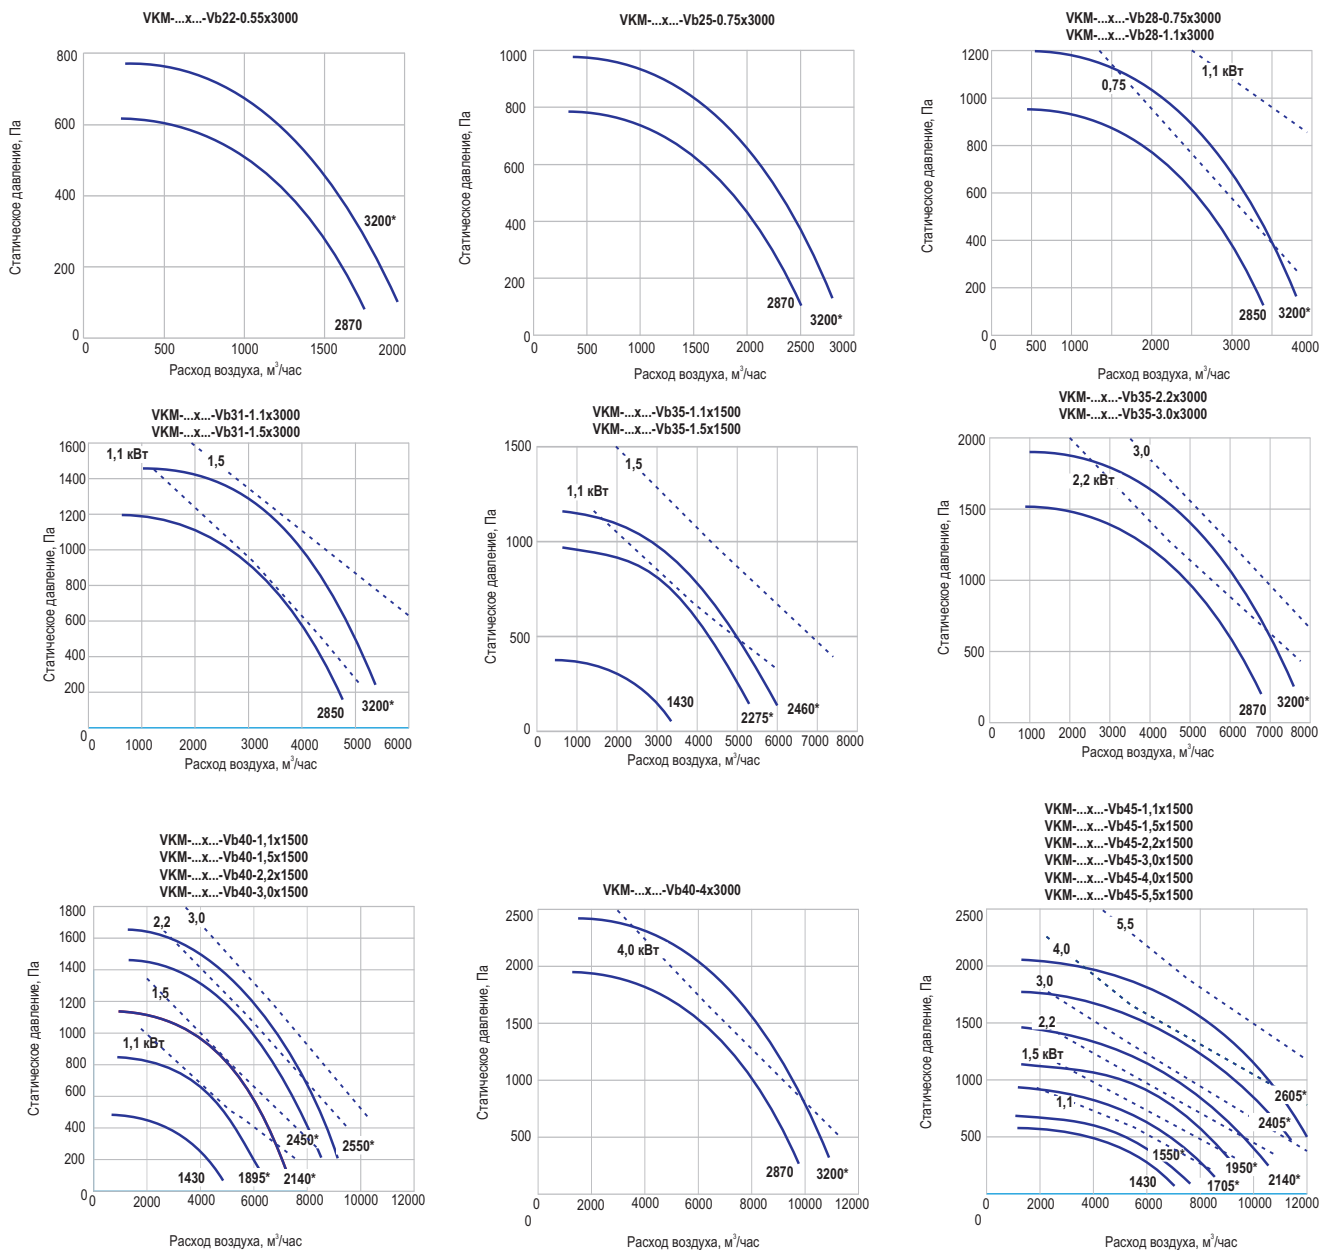 VKM-...x...-Vb22-0.55x3000
Статическое давление, Па
800
600
400
200
0
0 500 1000 1500 2000
3200*
2870
Расход воздуха, м³/час
VKM-...x...-Vb25-0.75x3000
Статическое давление, Па
1000
800
600
400
200
0
0 500 1000 1500 2000 2500 3000
2870
3200*
Расход воздуха, м³/час
VKM-...x...-Vb28-0.75x3000
VKM-...x...-Vb28-1.1x3000
Статическое давление, Па
1200
1000
800
600
400
200
0
0,75
1,1 кВт
2850
3200*
0 500 1000 2000 3000 4000
Расход воздуха, м³/час
VKM-...x...-Vb31-1.1x3000
VKM-...x...-Vb31-1.5x3000
Статическое давление, Па
1600
1400
1200
1000
800
600
400
200
0
1,1 кВт
1,5
2850
3200*
0 1000 2000 3000 4000 5000 6000
Расход воздуха, м³/час
VKM-...x...-Vb35-1.1x1500
VKM-...x...-Vb35-1.5x1500
Статическое давление, Па
1500
1000
500
0
1,5
1,1 кВт
1430
2275*
2460*
0 1000 2000 3000 4000 5000 6000 7000 8000
Расход воздуха, м³/час
VKM-...x...-Vb35-2.2x3000
VKM-...x...-Vb35-3.0x3000
Статическое давление, Па
2000
1500
1000
500
0
3,0
2,2 кВт
2870
3200*
0 1000 2000 3000 4000 5000 6000 7000 8000
Расход воздуха, м³/час
VKM-...x...-Vb40-1,1x1500
VKM-...x...-Vb40-1,5x1500
VKM-...x...-Vb40-2,2x1500
VKM-...x...-Vb40-3,0x1500
Статическое давление, Па
1800
1600
1400
1200
1000
800
600
400
200
0
2,2
3,0
1,5
1,1 кВт
2450*
2550*
1430
1895*
2140*
0 2000 4000 6000 8000 10000 12000
Расход воздуха, м³/час
VKM-...x...-Vb40-4x3000
Статическое давление, Па
2500
2000
1500
1000
500
0
4,0 кВт
2870
3200*
0 2000 4000 6000 8000 10000 12000
Расход воздуха, м³/час
VKM-...x...-Vb45-1,1x1500
VKM-...x...-Vb45-1,5x1500
VKM-...x...-Vb45-2,2x1500
VKM-...x...-Vb45-3,0x1500
VKM-...x...-Vb45-4,0x1500
VKM-...x...-Vb45-5,5x1500
Статическое давление, Па
2500
2000
1500
1000
500
0
5,5
4,0
3,0
2,2
1,5 кВт
1,1
2605*
2405*
1550*
1950*
1430
1705*
2140*
0 2000 4000 6000 8000 10000 12000
Расход воздуха, м³/час